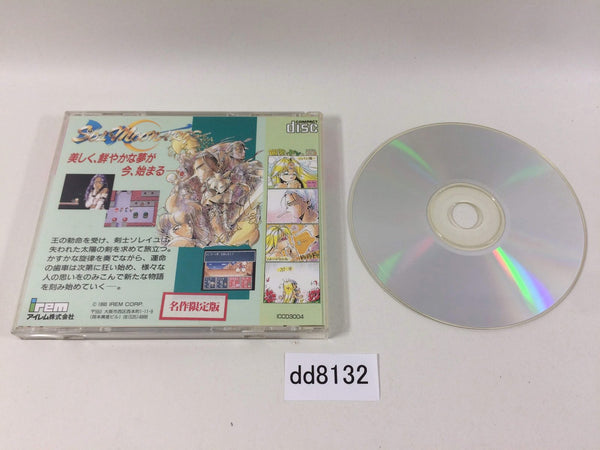 Sol Moonarge
COMPACT
disc
美しく、鮮やかな夢が
今、始まる
王の勅命を受け、剣士ソレイユは
失われた太陽の剣を求めて旅立つ。
かすかな旋律を奏でながら、運命
の歯車は次第に狂い始め、様々な
人の思いをのみこんで新たな物語
を刻み始めていく―。
irem
アイレム株式会社
IREM CORP.
名作限定版
ICCD3004
dd8132